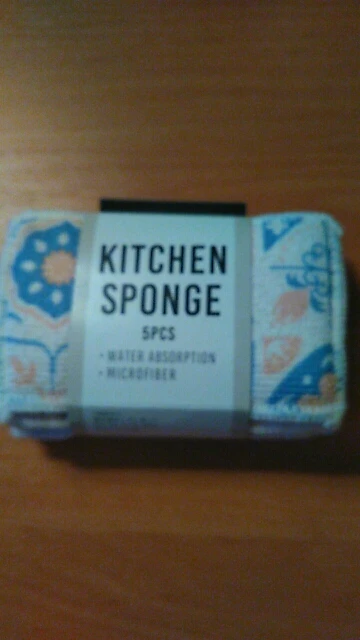 KITCHEN
SPONGE
5PCS
• WATER ABSORPTION
• MICROFIBER